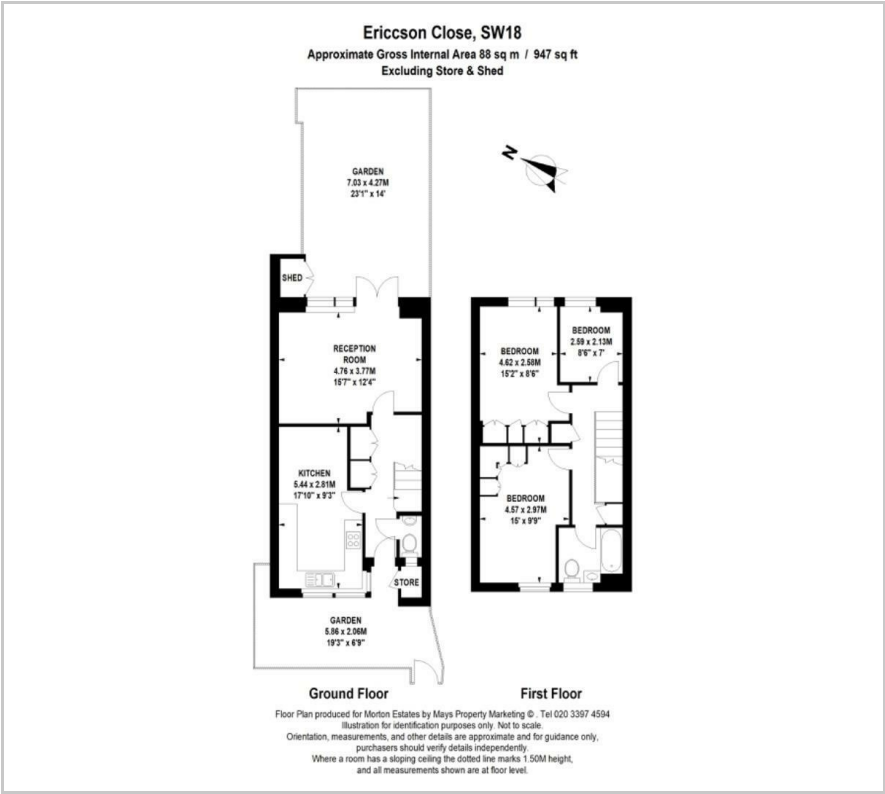 Ericcson Close, SW18
Approximate Gross Internal Area 88 sq m / 947 sq ft
Excluding Store & Shed
N
GARDEN
7.03 x 4.27M
23'1" x 14'
SHED
RECEPTION
ROOM
4.76 x 3.77M
15'7" x 12'4"
KITCHEN
5.44 x 2.81M
17'10" x 9'3"
STORE
GARDEN
5.86 x 2.06M
19'3" x 6'9"
Ground Floor
BEDROOM
4.62 x 2.58M
15'2" x 8'6"
BEDROOM
2.59 x 2.13M
8'6" x 7'
BEDROOM
4.57 x 2.97M
15' x 9'9"
First Floor
Floor Plan produced for Morton Estates by Mays Property Marketing © . Tel 020 3397 4594
Illustration for identification purposes only. Not to scale.
Orientation, measurements, and other details are approximate and for guidance only,
purchasers should verify details independently.
Where a room has a sloping ceiling the dotted line marks 1.50M height,
and all measurements shown are at floor level.